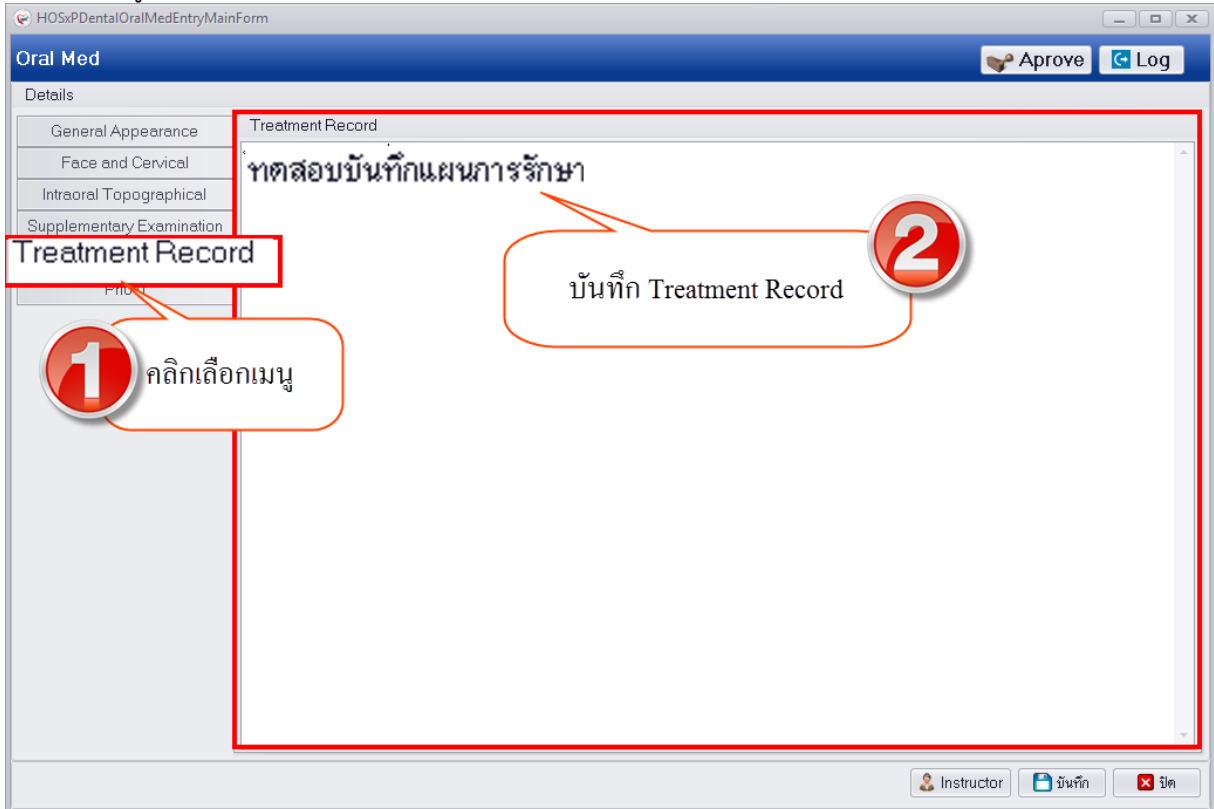 HOSxPDentalOralMedEntryMainForm
Oral Med
Aprove
Log
Details
General Appearance
Face and Cervical
Intraoral Topographical
Supplementary Examination
Treatment Record
Treatment Record
ทดสอบบันทึกแผนการรักษา
2
บันทึก Treatment Record
1
คลิกเลือกเมนู
Instructor
บันทึก
ปิด